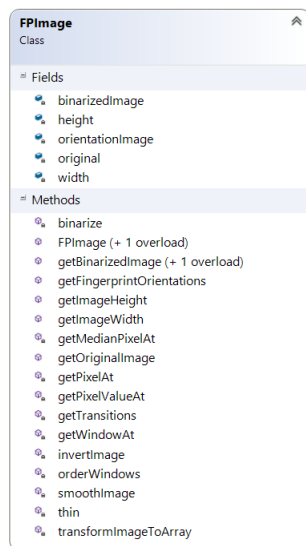 FPImage
Class
Fields
binarizedImage
height
orientationImage
original
width
Methods
binarize
FPImage (+ 1 overload)
getBinarizedImage (+ 1 overload)
getFingerprintOrientations
getImageHeight
getImageWidth
getMedianPixelAt
getOriginalImage
getPixelAt
getPixelValueAt
getTransitions
getWindowAt
invertImage
orderWindows
smoothImage
thin
transformImageToArray